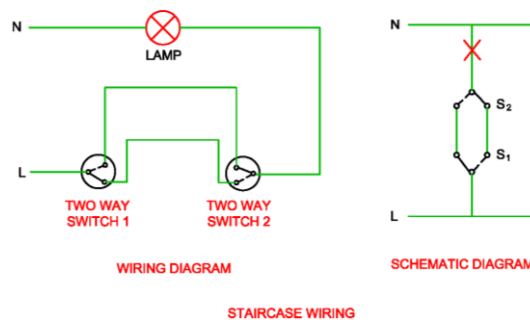 N
LAMP
L
TWO WAY
SWITCH 1
TWO WAY
SWITCH 2
WIRING DIAGRAM
N
S2
S1
L
SCHEMATIC DIAGRAM
STAIRCASE WIRING